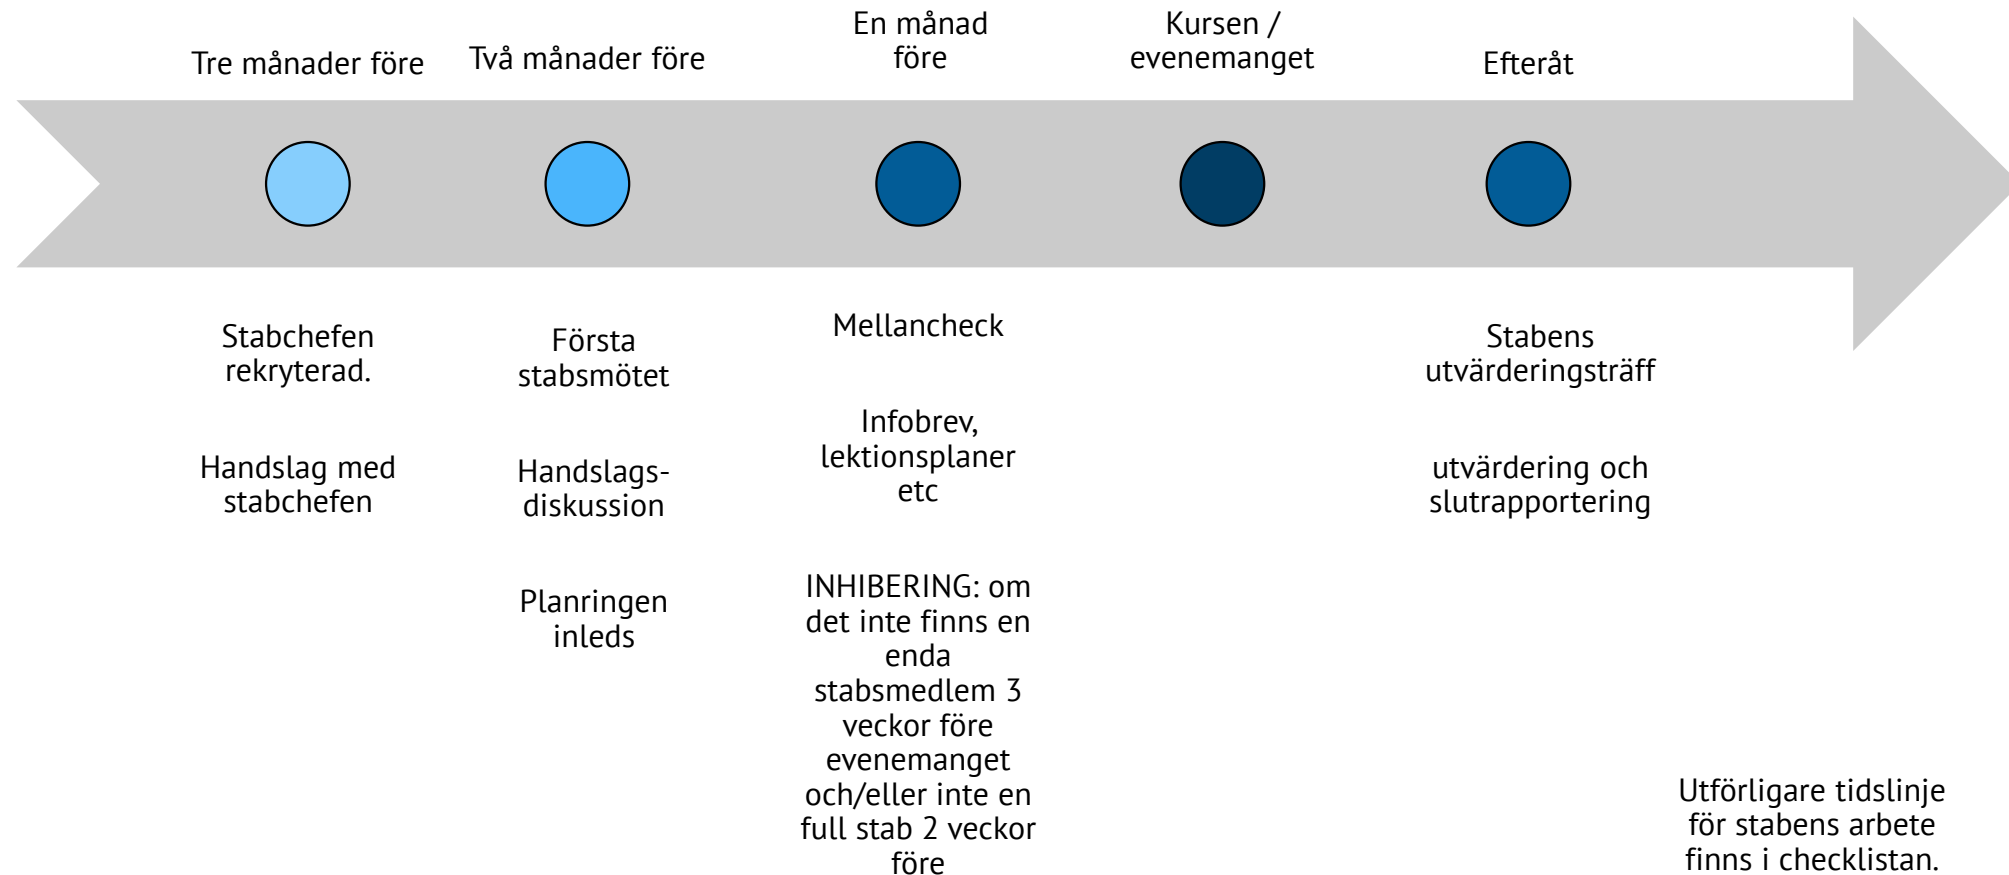 Tre månader före
Två månader före
En månad
före
Kursen /
evenemanget
Efteråt
Stabchefen
rekryterad.
Handslag med
stabchefen
Första
stabsmötet
Handslags-
diskussion
Planringen
inleds
Mellancheck
Infobrev,
lektionsplaner
etc
INHIBERING: om
det inte finns en
enda
stabsmedlem 3
veckor före
evenemanget
och/eller inte en
full stab 2 veckor
före
Stabens
utvärderingsträff
utvärdering och
slutrapportering
Utförligare tidslinje
för stabens arbete
finns i checklistan.